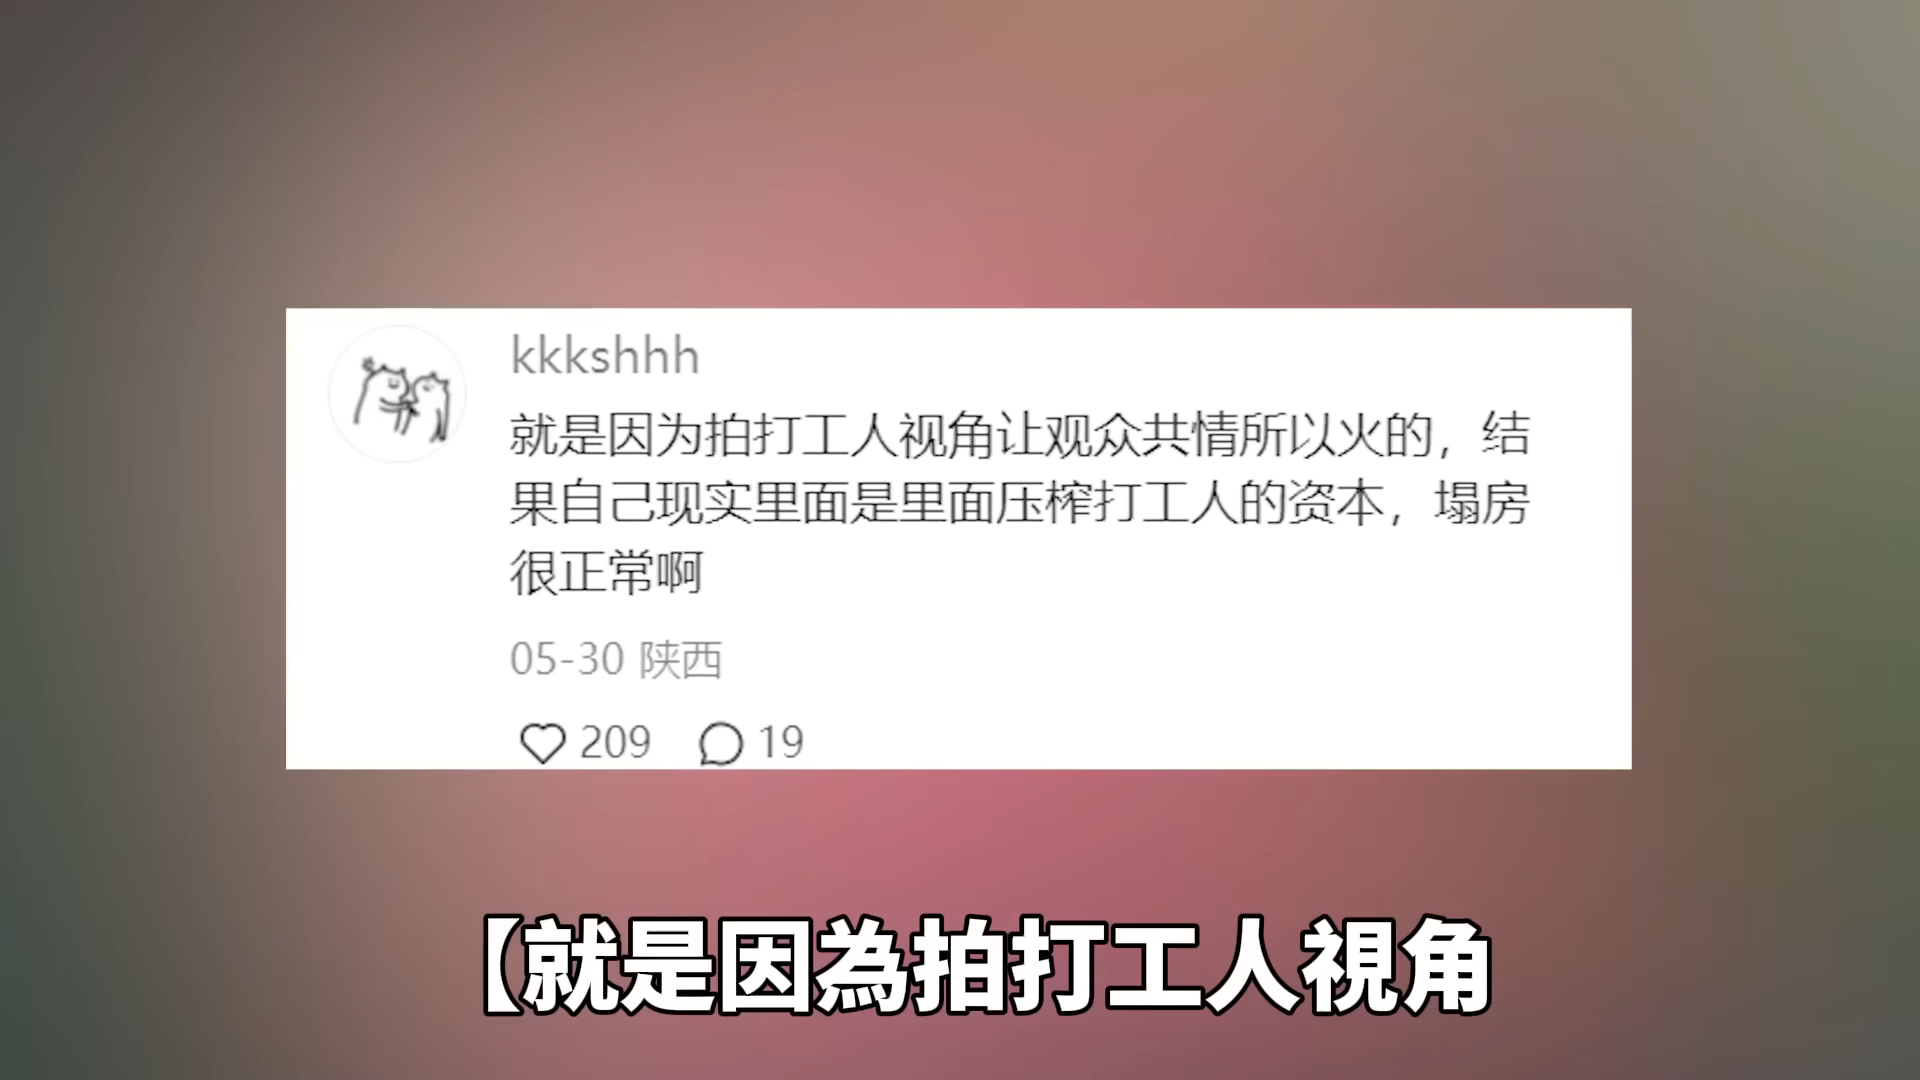 kkkshhh
就是因为拍打工人视角让观众共情所以火的，结
果自己现实里面是里面压榨打工人的资本，塌房
很正常啊
05-30 陕西
209 19
【就是因為拍打工人視角